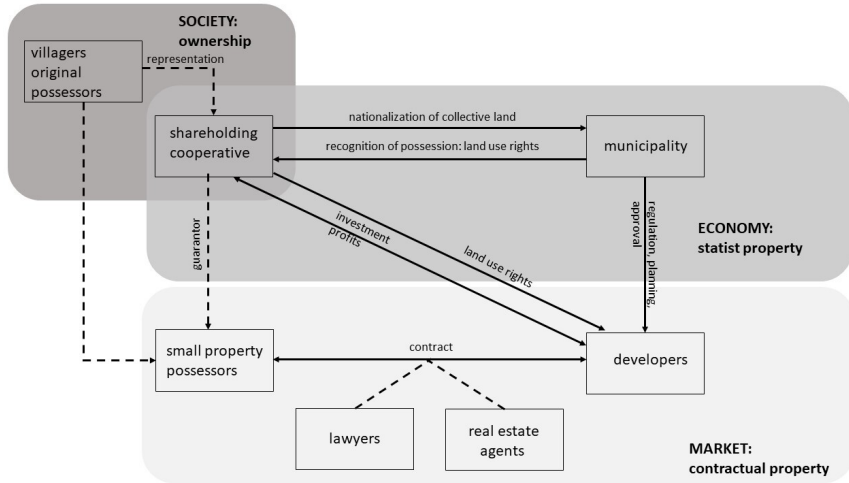 SOCIETY:
ownership
villagers
original
possessors
representation
shareholding
cooperative
nationalization of collective land
recognition of possession: land use rights
municipality
guarantor
investment
profits
land use rights
regulation, planning,
approval
ECONOMY:
statist property
small property
possessors
contract
developers
lawyers
real estate
agents
MARKET:
contractual property